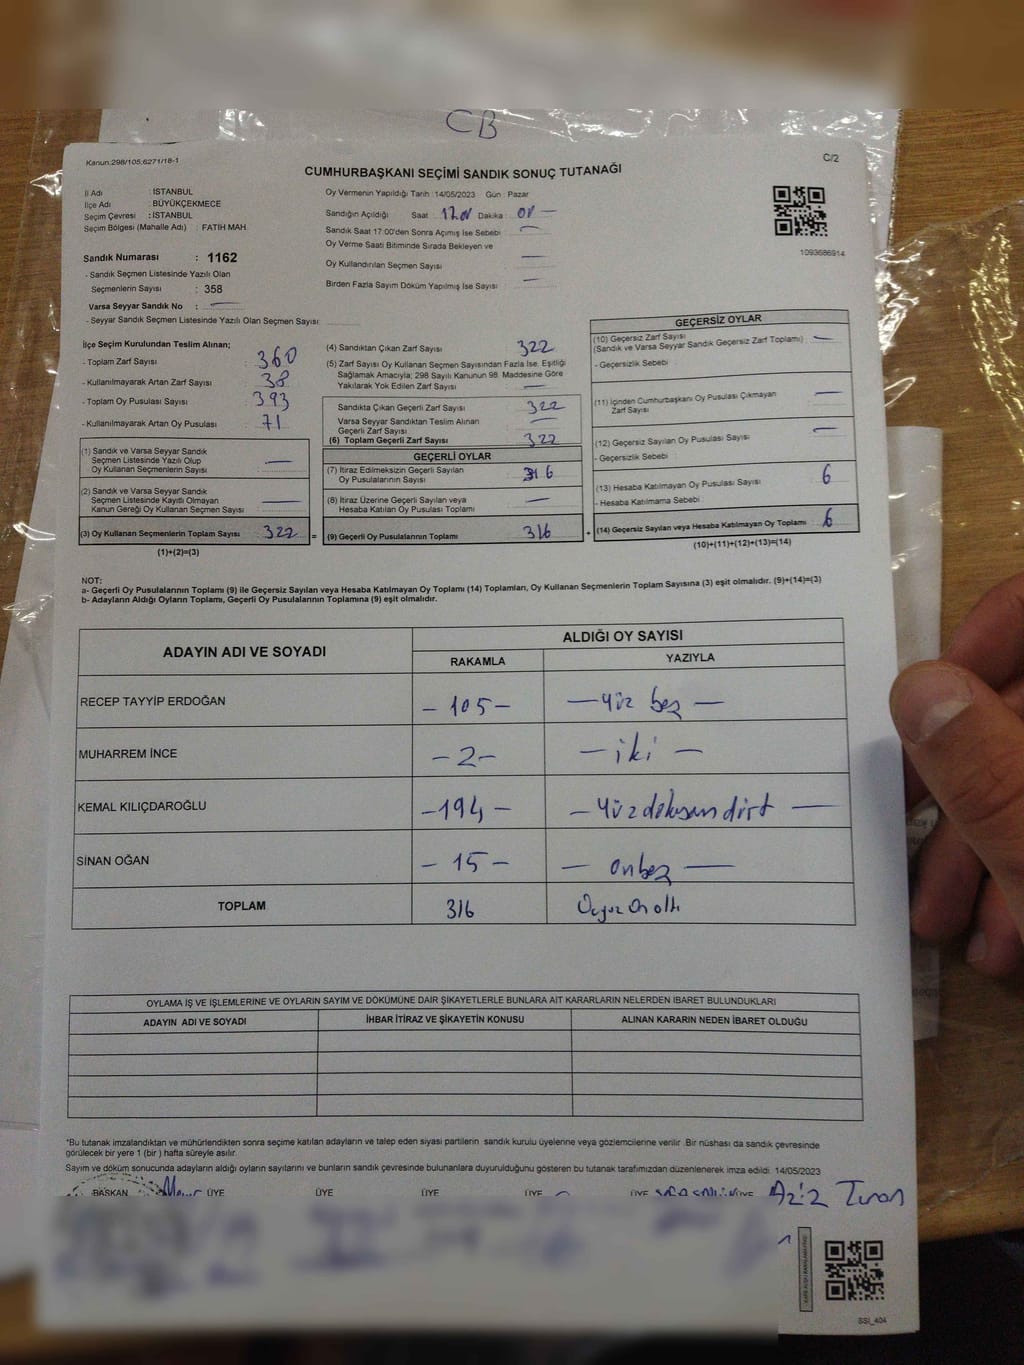 CB
Kanun:298/105,6271/18-1
C/2
CUMHURBAŞKANI SEÇİMİ SANDIK SONUÇ TUTANAĞI
İl Adı : İSTANBUL
İlçe Adı : BÜYÜKÇEKMECE
Seçim Çevresi : İSTANBUL
Seçim Bölgesi (Mahalle Adı) : FATİH MAH.
Sandık Numarası : 1162
- Sandık Seçmen Listesinde Yazılı Olan
Seçmenlerin Sayısı : 358
Varsa Seyyar Sandık No : —
- Seyyar Sandık Seçmen Listesinde Yazılı Olan Seçmen Sayısı:
Oy Vermenin Yapıldığı Tarih :14/05/2023 Gün : Pazar
Sandığın Açıldığı Saat : Dakika :
Sandık Saat 17.00'den Sonra Açımış İse Sebebi : —
Oy Verme Saati Bitiminde Sırada Bekleyen ve
Oy Kullandırılan Seçmen Sayısı : —
Birden Fazla Sayım Döküm Yapılmış İse Sayısı : —
1093686914
İlçe Seçim Kurulundan Teslim Alınan;
- Toplam Zarf Sayısı : 360
- Kullanılmayarak Artan Zarf Sayısı : 38
- Toplam Oy Pusulası Sayısı : 393
- Kullanılmayarak Artan Oy Pusulası : 71
(1) Sandık ve Varsa Seyyar Sandık
Seçmen Listesinde Yazılı Olup
Oy Kullanan Seçmenlerin Sayısı : —
(2) Sandık ve Varsa Seyyar Sandık
Seçmen Listesinde Kayıtlı Olmayan
Kanun Gereği Oy Kullanan Seçmen Sayısı : —
(3) Oy Kullanan Seçmenlerin Toplam Sayısı : 322 =
(1)+(2)=(3)
(4) Sandıktan Çıkan Zarf Sayısı : 322
(5) Zarf Sayısı Oy Kullanan Seçmen Sayısından Fazla İse, Eşitliği
Sağlamak Amacıyla; 298 Sayılı Kanunun 98. Maddesine Göre
Yakılarak Yok Edilen Zarf Sayısı : —
Sandıkta Çıkan Geçerli Zarf Sayısı : 322
Varsa Seyyar Sandıktan Teslim Alınan
Geçerli Zarf Sayısı : —
(6) Toplam Geçerli Zarf Sayısı : 322
GEÇERLİ OYLAR
(7) İtiraz Edilmeksizin Geçerli Sayılan
Oy Pusulalarının Sayısı : 316
(8) İtiraz Üzerine Geçerli Sayılan veya
Hesaba Katılan Oy Pusulası Toplamı : —
(9) Geçerli Oy Pusulalarının Toplamı : 316 +
GEÇERSİZ OYLAR
(10) Geçersiz Zarf Sayısı
(Sandık ve Varsa Seyyar Sandık Geçersiz Zarf Toplamı) : —
- Geçersizlik Sebebi :
(11) İçinden Cumhurbaşkanı Oy Pusulası Çıkmayan
Zarf Sayısı : —
(12) Geçersiz Sayılan Oy Pusulası Sayısı : —
- Geçersizlik Sebebi :
(13) Hesaba Katılmayan Oy Pusulası Sayısı : 6
- Hesaba Katılmama Sebebi :
(14) Geçersiz Sayılan veya Hesaba Katılmayan Oy Toplamı : 6
(10)+(11)+(12)+(13)=(14)
NOT:
a- Geçerli Oy Pusulalarının Toplamı (9) ile Geçersiz Sayılan veya Hesaba Katılmayan Oy Toplamı (14) Toplamları, Oy Kullanan Seçmenlerin Toplam Sayısına (3) eşit olmalıdır. (9)+(14)=(3)
b- Adayların Aldığı Oyların Toplamı, Geçerli Oy Pusulalarının Toplamına (9) eşit olmalıdır.
ADAYIN ADI VE SOYADI
ALDIĞI OY SAYISI
RAKAMLA YAZIYLA
RECEP TAYYİP ERDOĞAN – 105 – — Yüz beş —
MUHARREM İNCE – 2 – — iki —
KEMAL KILIÇDAROĞLU – 194 – — Yüzdoksandört —
SİNAN OĞAN – 15 – — onbeş —
TOPLAM 316 Üçyüz On altı
OYLAMA İŞ VE İŞLEMLERİNE VE OYLARIN SAYIM VE DÖKÜMÜNE DAİR ŞİKAYETLERLE BUNLARA AİT KARARLARIN NELERDEN İBARET BULUNDUKLARI
ADAYIN ADI VE SOYADI İHBAR İTİRAZ VE ŞİKAYETİN KONUSU ALINAN KARARIN NEDEN İBARET OLDUĞU
*Bu tutanak imzalandıktan ve mühürlendikten sonra seçime katılan adayların ve talep eden siyasi partilerin sandık kurulu üyelerine veya gözlemcilerine verilir .Bir nüshası da sandık çevresinde
görülecek bir yere 1 (bir ) hafta süreyle asılır.
Sayım ve döküm sonucunda adayların aldığı oyların sayılarını ve bunların sandık çevresinde bulunanlara duyurulduğunu gösteren bu tutanak tarafımızdan düzenlenerek imza edildi. 14/05/2023
BAŞKAN ÜYE ÜYE ÜYE ÜYE ÜYE ÜYE Aziz Turan
SSI_404